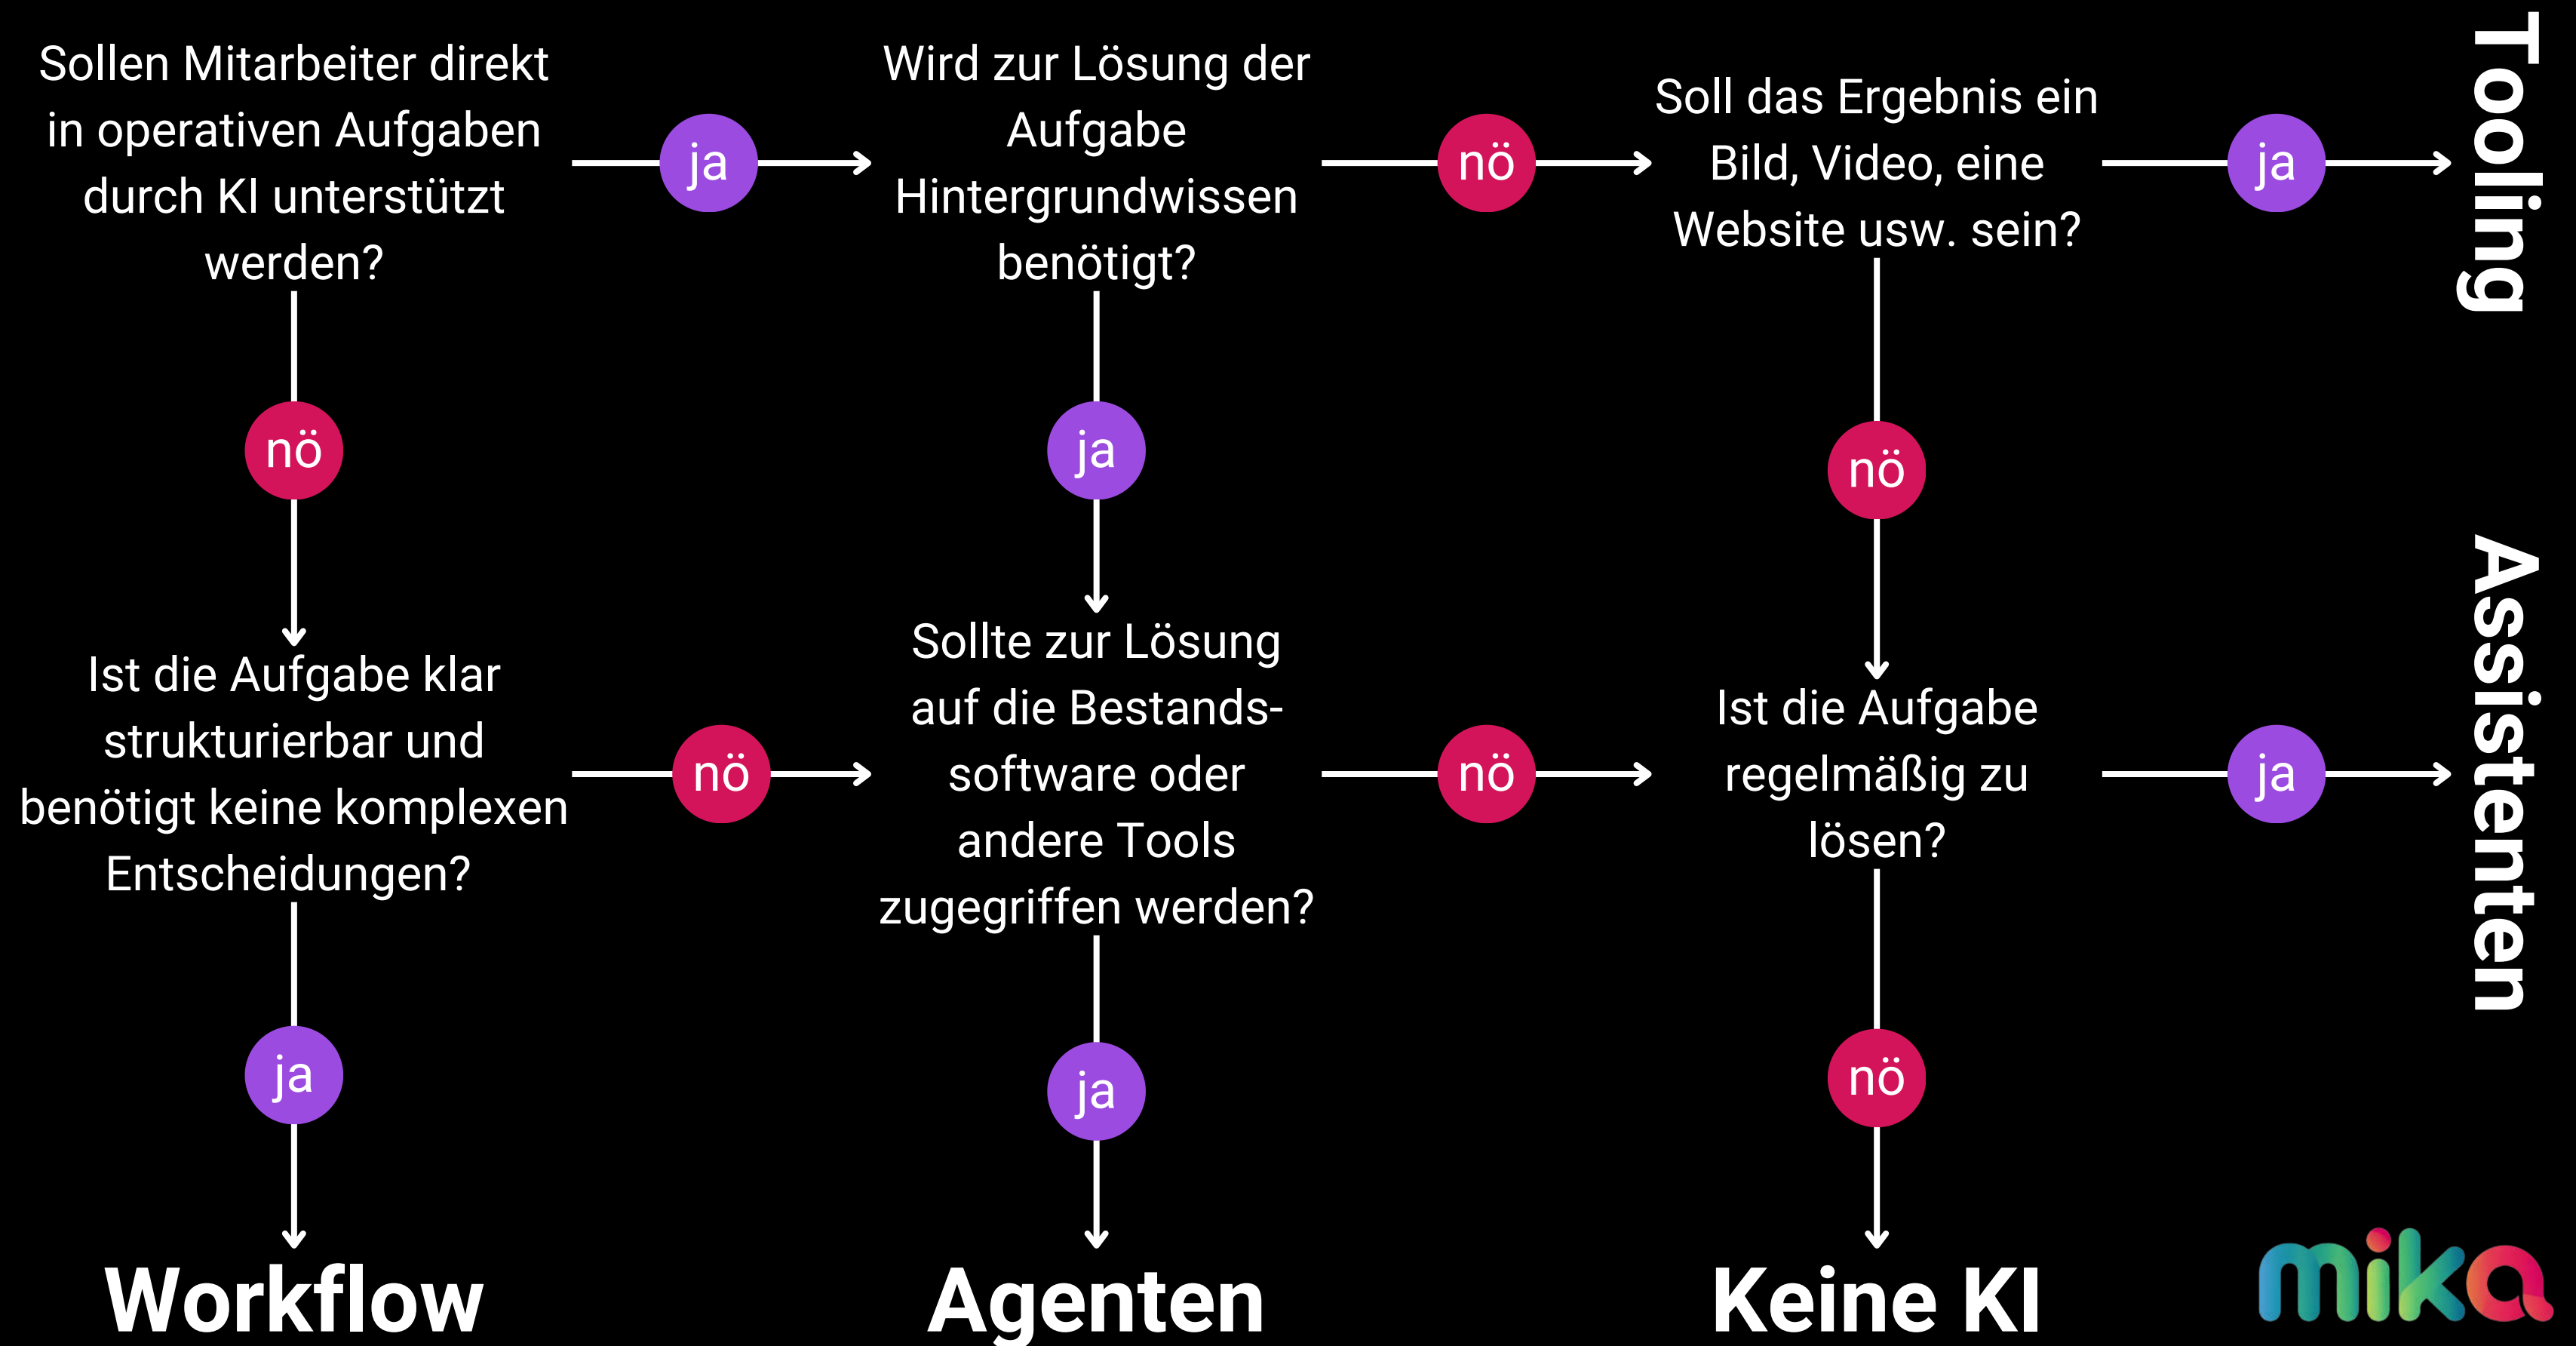 Sollen Mitarbeiter direkt
in operativen Aufgaben
durch KI unterstützt
werden?
ja
Wird zur Lösung der
Aufgabe
Hintergrundwissen
benötigt?
nö
Soll das Ergebnis ein
Bild, Video, eine
Website usw. sein?
ja
Tooling
nö
ja
nö
Ist die Aufgabe klar
strukturierbar und
benötigt keine komplexen
Entscheidungen?
nö
Sollte zur Lösung
auf die Bestands-
software oder
andere Tools
zugegriffen werden?
nö
Ist die Aufgabe
regelmäßig zu
lösen?
ja
Assistenten
ja
ja
nö
Workflow
Agenten
Keine KI
mika